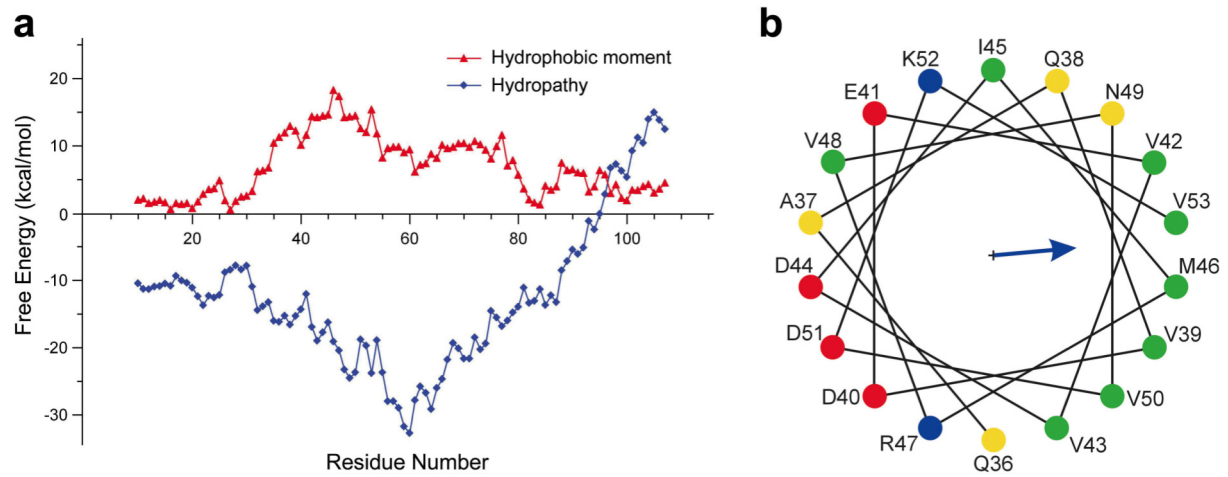 a
Free Energy (kcal/mol)
20
10
0
-10
-20
-30
20 40 60 80 100
Residue Number
Hydrophobic moment
Hydropathy
b
K52
I45
Q38
E41
N49
V48
V42
A37
V53
D44
M46
D51
V39
D40
V50
R47
V43
Q36